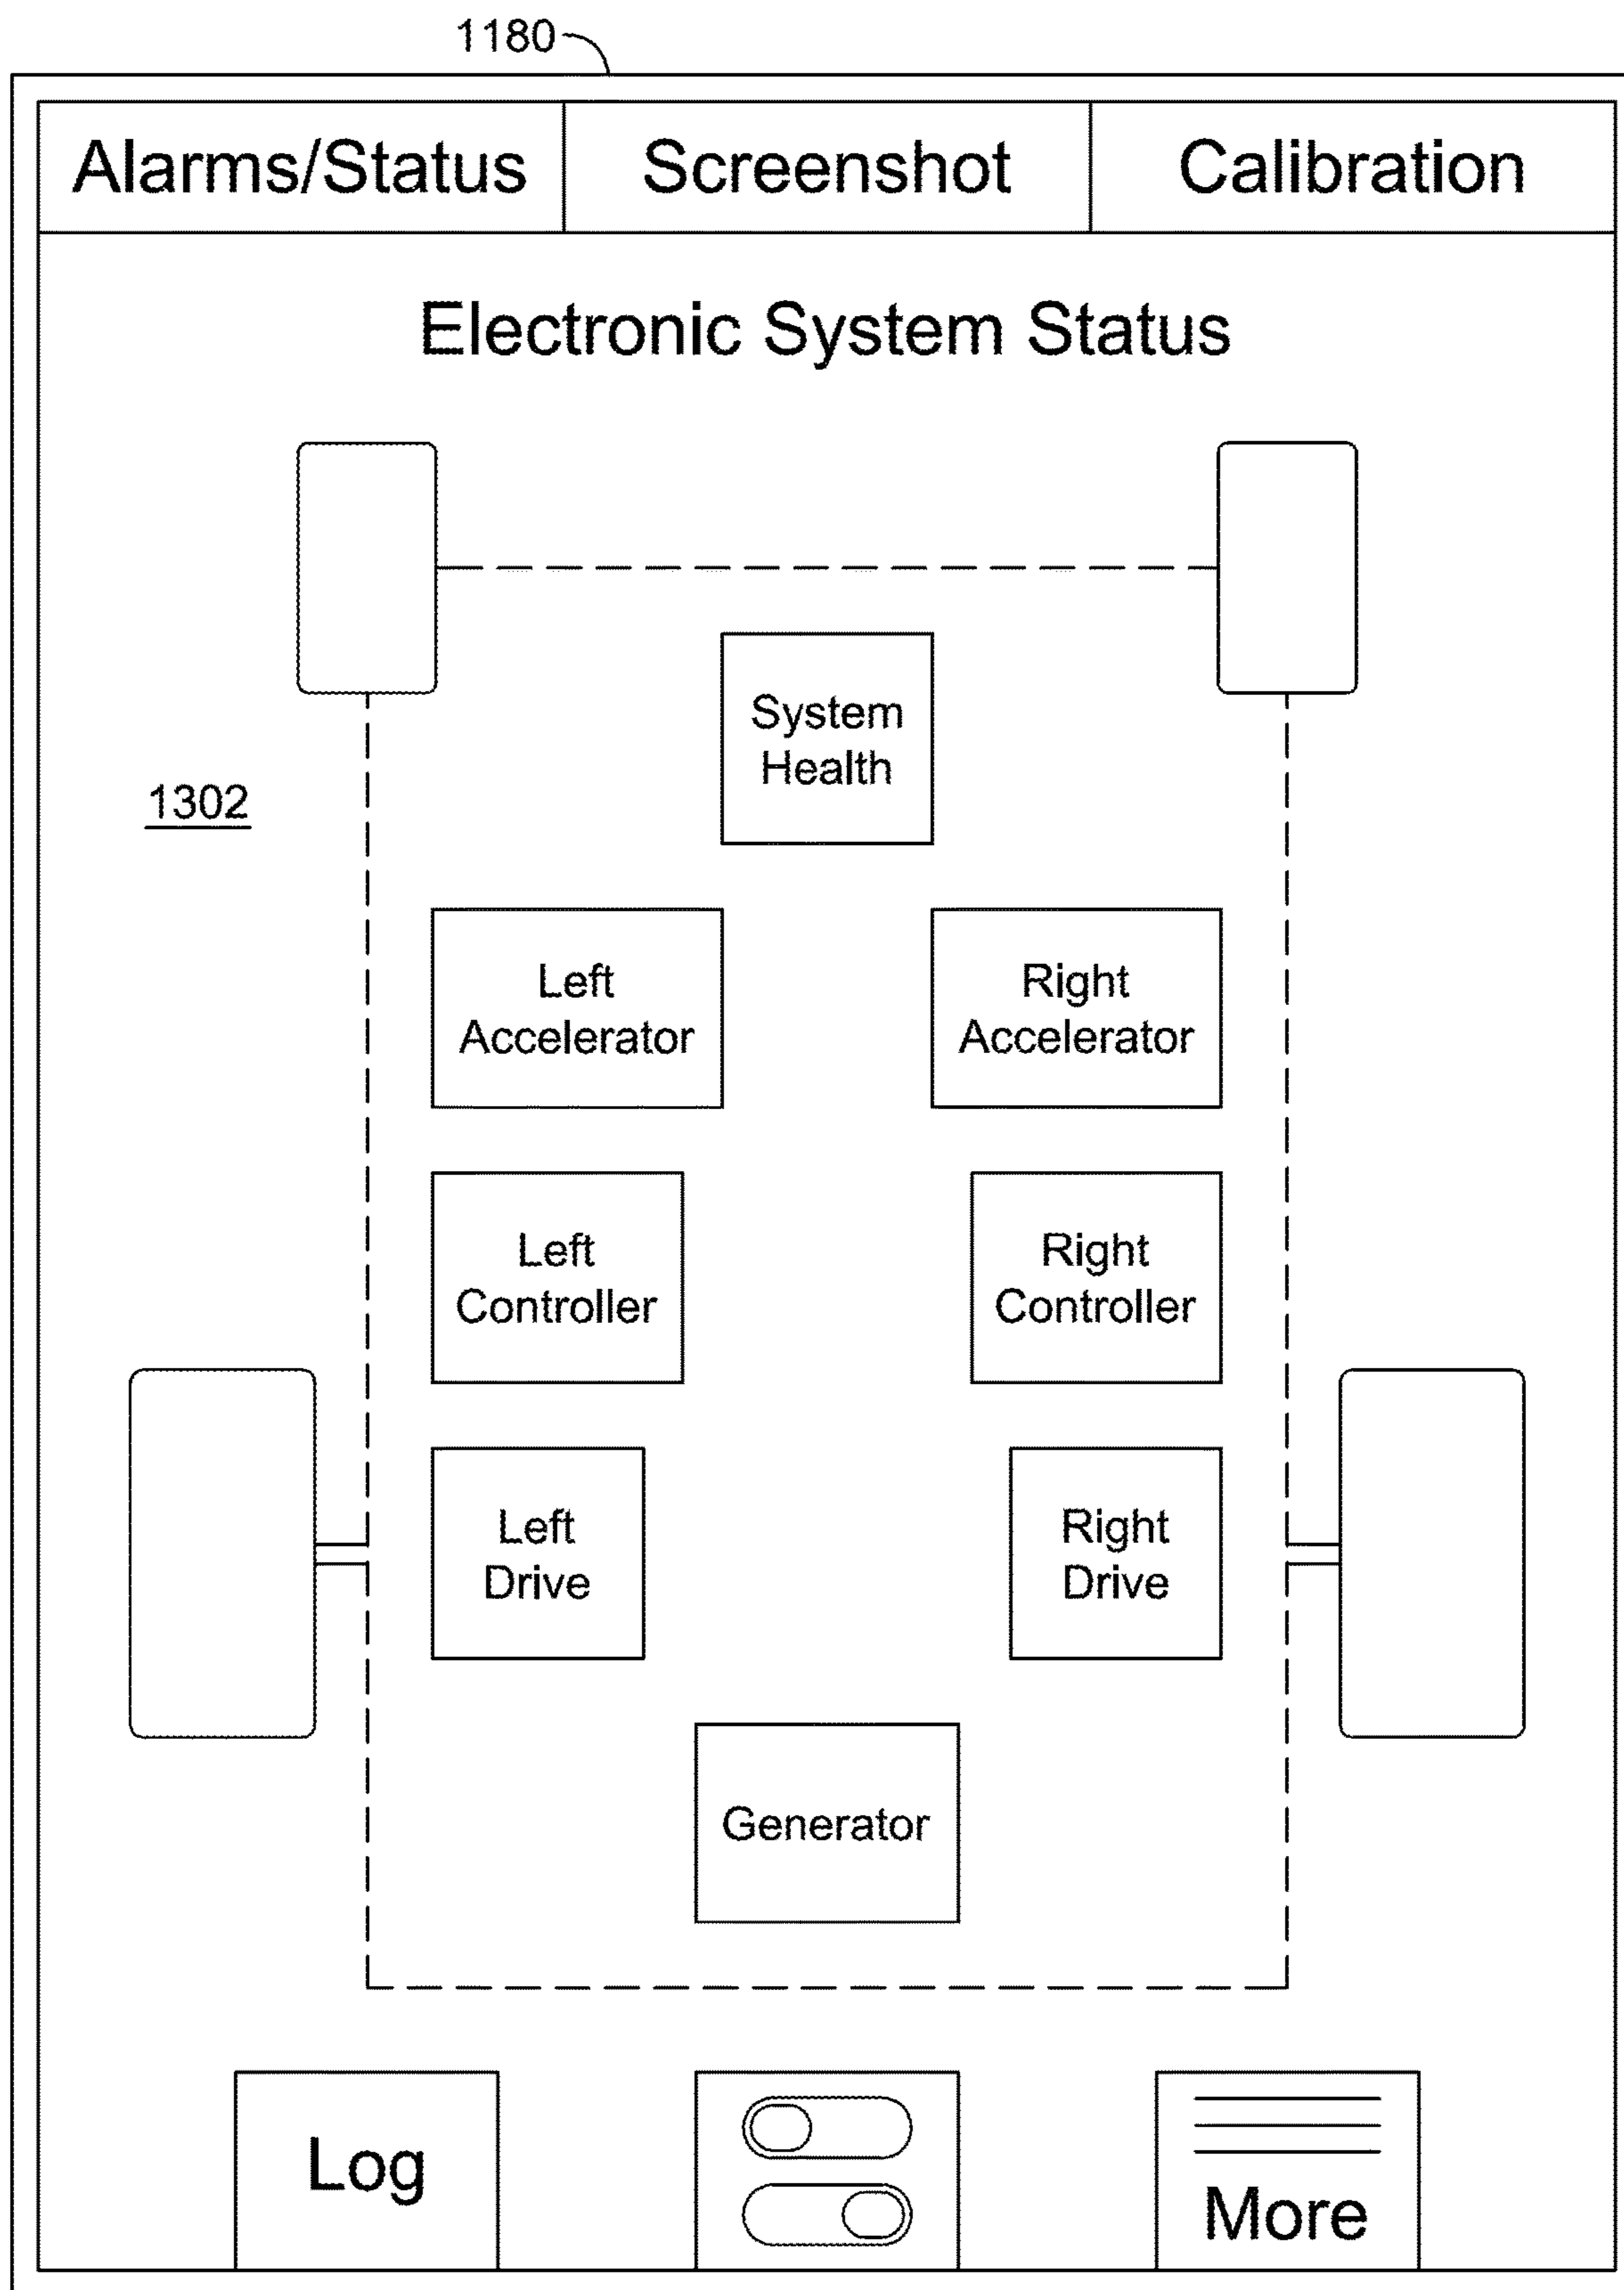 1180
Alarms/Status
Screenshot
Calibration
Electronic System Status
System
Health
1302
Left
Accelerator
Right
Accelerator
Left
Controller
Right
Controller
Left
Drive
Right
Drive
Generator
Log
More